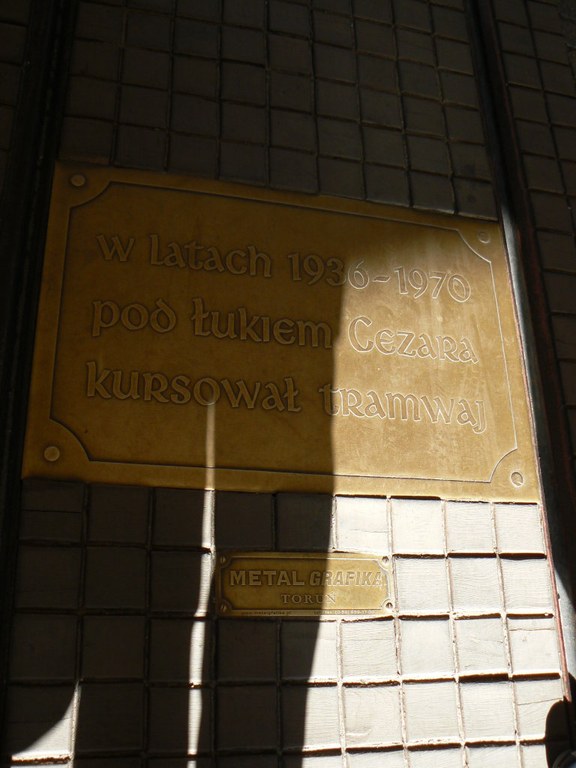 w latach 1936-1970
pod Łukiem Cezara
kursował tramwaj
METAL GRAFIKA
TORUŃ